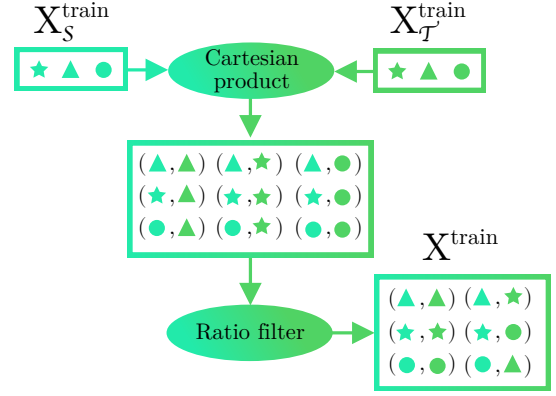 X_S^train
X_T^train
Cartesian
product
( , ) ( , ) ( , )
( , ) ( , ) ( , )
( , ) ( , ) ( , )
X^train
Ratio filter
( , ) ( , )
( , ) ( , )
( , ) ( , )